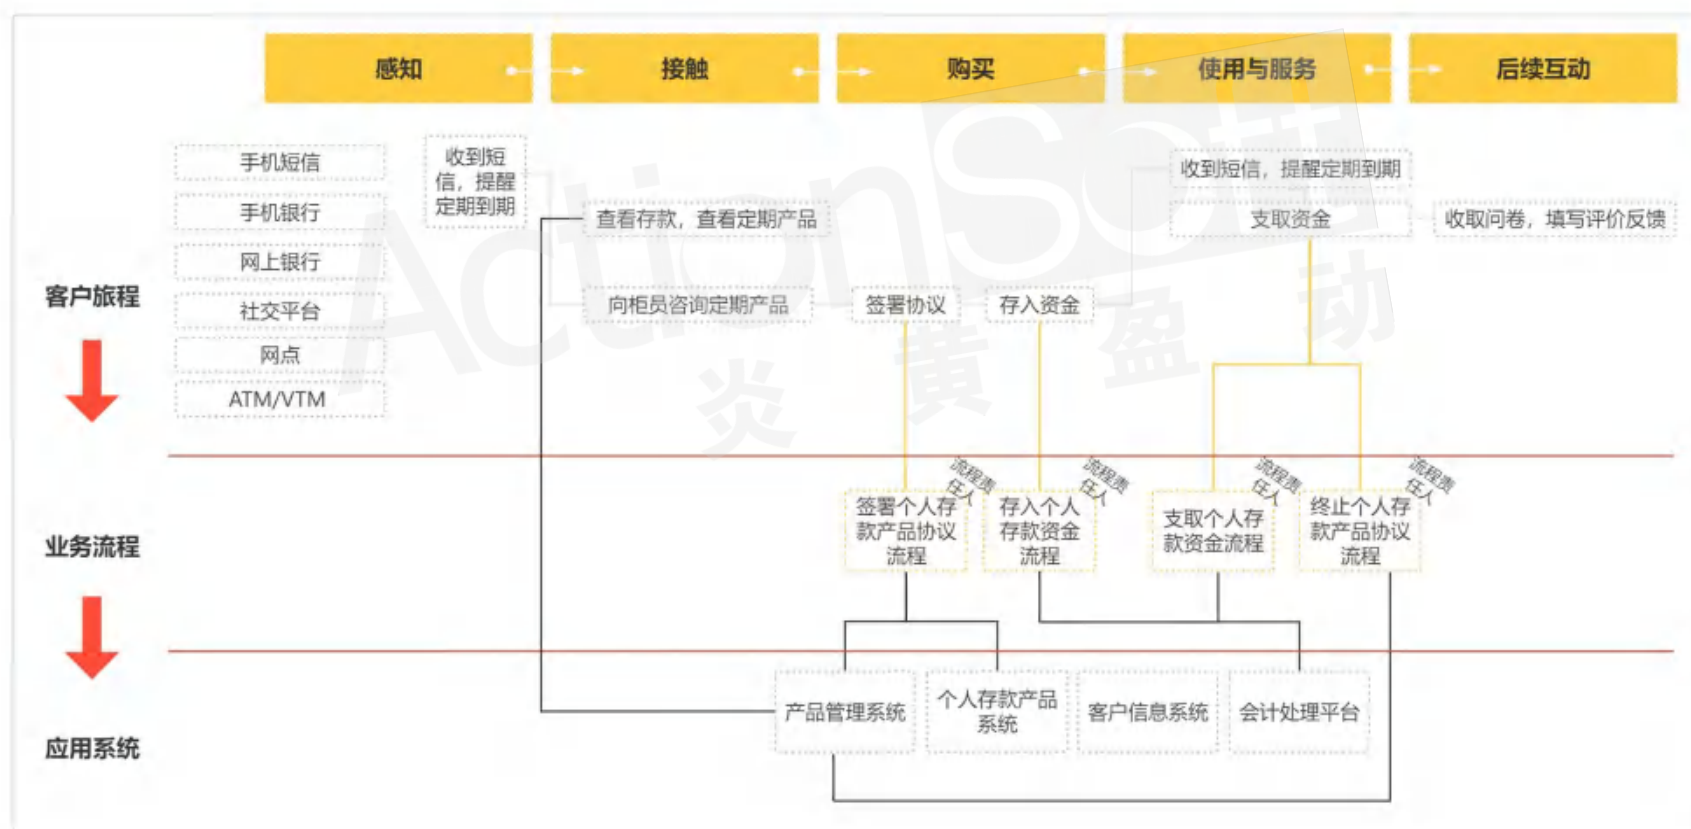 感知
接触
购买
使用与服务
后续互动
手机短信
手机银行
网上银行
社交平台
网点
ATM/VTM
收到短
信，提醒
定期到期
查看存款，查看定期产品
向柜员咨询定期产品
签署协议
存入资金
收到短信，提醒定期到期
支取资金
收取问卷，填写评价反馈
客户旅程
ActionSoft
炎黄盈动
流程责
任人
流程责
任人
流程责
任人
流程责
任人
业务流程
签署个人存
款产品协议
流程
存入个人
存款资金
流程
支取个人存
款资金流程
终止个人存
款产品协议
流程
应用系统
产品管理系统
个人存款产品
系统
客户信息系统
会计处理平台